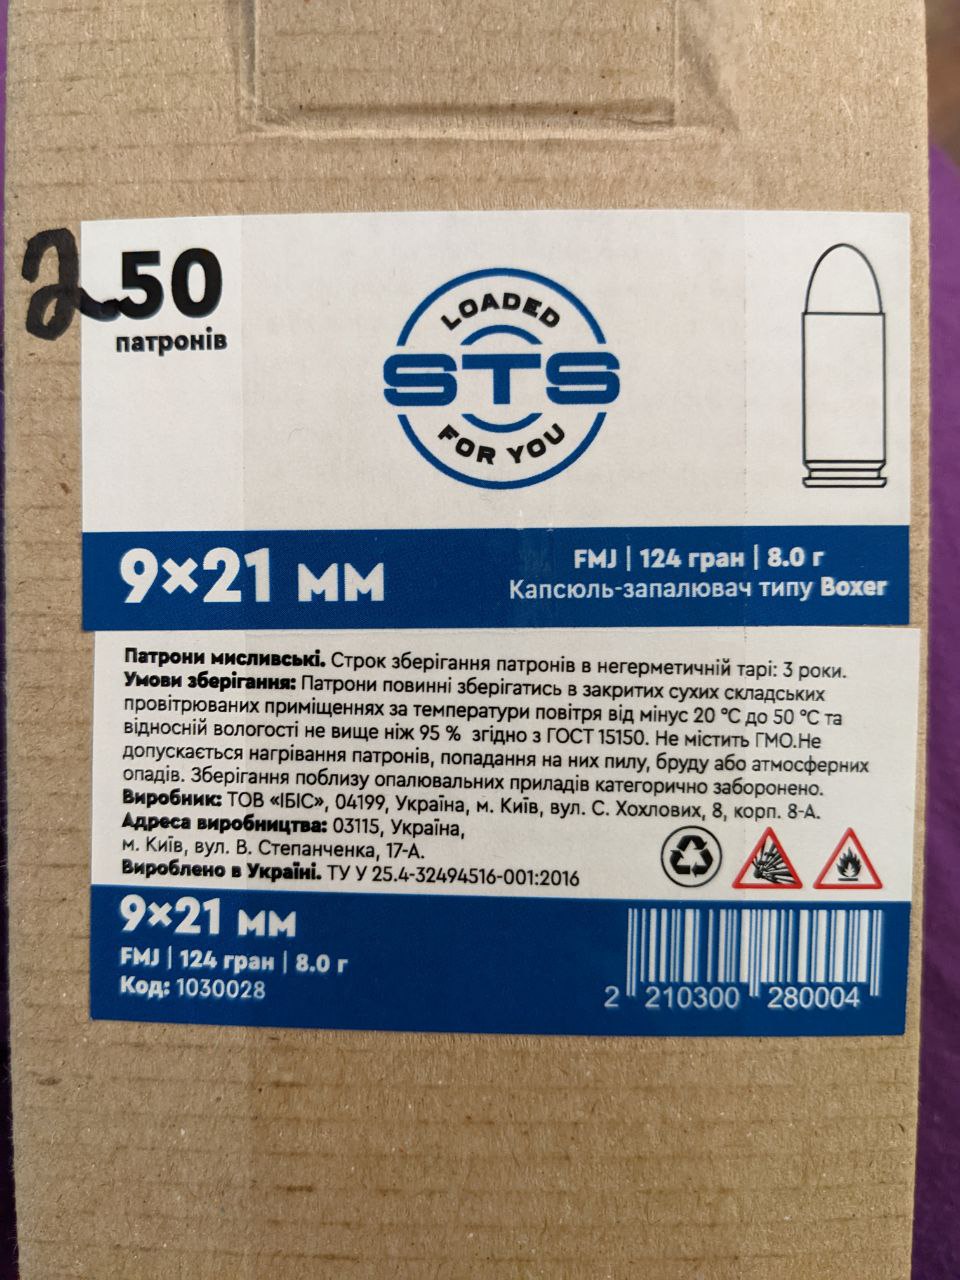 2 50
патронів
LOADED
STS
FOR YOU
9×21 мм
FMJ | 124 гран | 8.0 г
Капсюль-запалювач типу Boxer
Патрони мисливські. Строк зберігання патронів в негерметичній тарі: 3 роки.
Умови зберігання: Патрони повинні зберігатись в закритих сухих складських
провітрюваних приміщеннях за температури повітря від мінус 20 °C до 50 °C та
відносній вологості не вище ніж 95 % згідно з ГОСТ 15150. Не містить ГМО.Не
допускається нагрівання патронів, попадання на них пилу, бруду або атмосферних
опадів. Зберігання поблизу опалювальних приладів категорично заборонено.
Виробник: ТОВ «ІБІС», 04199, Україна, м. Київ, вул. С. Хохлових, 8, корп. 8-А.
Адреса виробництва: 03115, Україна,
м. Київ, вул. В. Степанченка, 17-А.
Вироблено в Україні. ТУ У 25.4-32494516-001:2016
9×21 мм
FMJ | 124 гран | 8.0 г
Код: 1030028
2 210300 280004